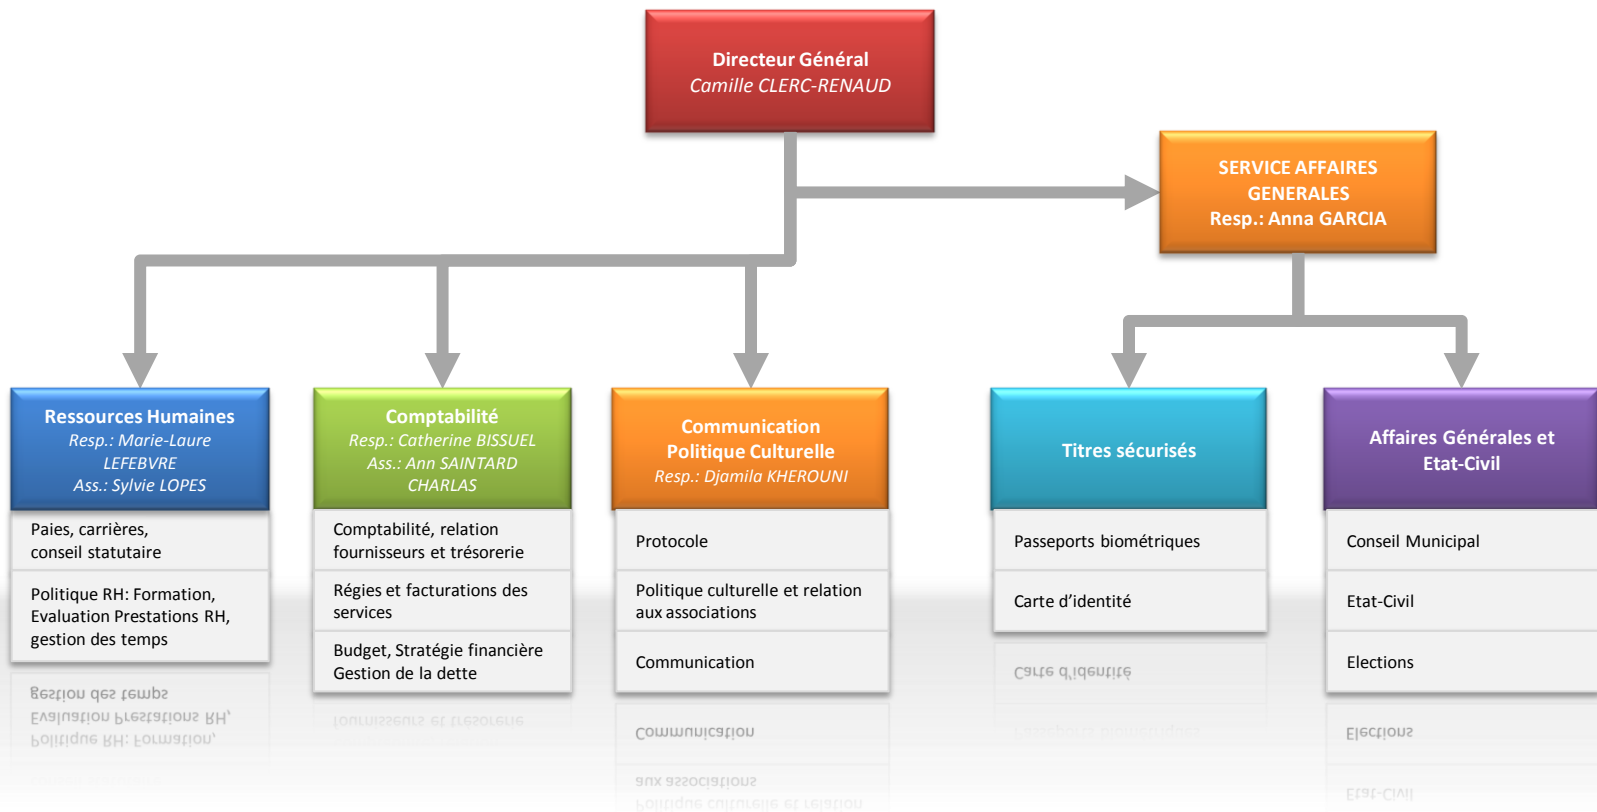 Directeur Général
Camille CLERC-RENAUD
SERVICE AFFAIRES
GENERALES
Resp.: Anna GARCIA
Ressources Humaines
Resp.: Marie-Laure
LEFEBVRE
Ass.: Sylvie LOPES
Paies, carrières,
conseil statutaire
Politique RH: Formation,
Evaluation Prestations RH,
gestion des temps
Comptabilité
Resp.: Catherine BISSUEL
Ass.: Ann SAINTARD
CHARLAS
Comptabilité, relation
fournisseurs et trésorerie
Régies et facturations des
services
Budget, Stratégie financière
Gestion de la dette
Communication
Politique Culturelle
Resp.: Djamila KHEROUNI
Protocole
Politique culturelle et relation
aux associations
Communication
Titres sécurisés
Passeports biométriques
Carte d'identité
Affaires Générales et
Etat-Civil
Conseil Municipal
Etat-Civil
Elections